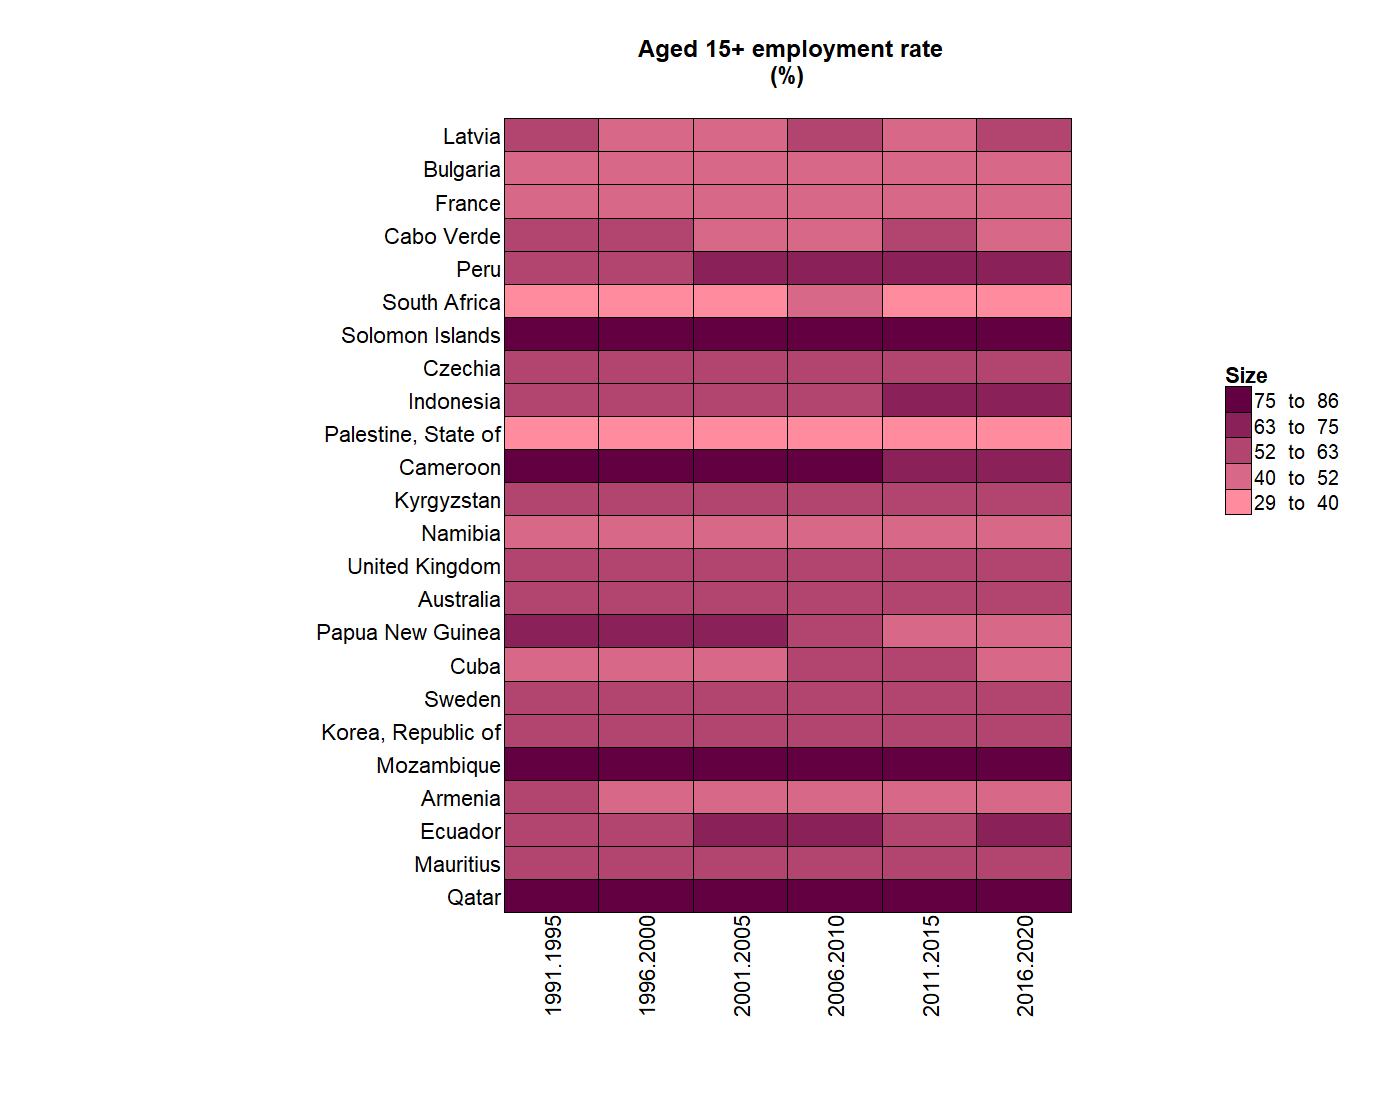 Aged 15+ employment rate
(%)
Latvia
Bulgaria
France
Cabo Verde
Peru
South Africa
Solomon Islands
Czechia
Indonesia
Palestine, State of
Cameroon
Kyrgyzstan
Namibia
United Kingdom
Australia
Papua New Guinea
Cuba
Sweden
Korea, Republic of
Mozambique
Armenia
Ecuador
Mauritius
Qatar
1991.1995
1996.2000
2001.2005
2006.2010
2011.2015
2016.2020
Size
75 to 86
63 to 75
52 to 63
40 to 52
29 to 40